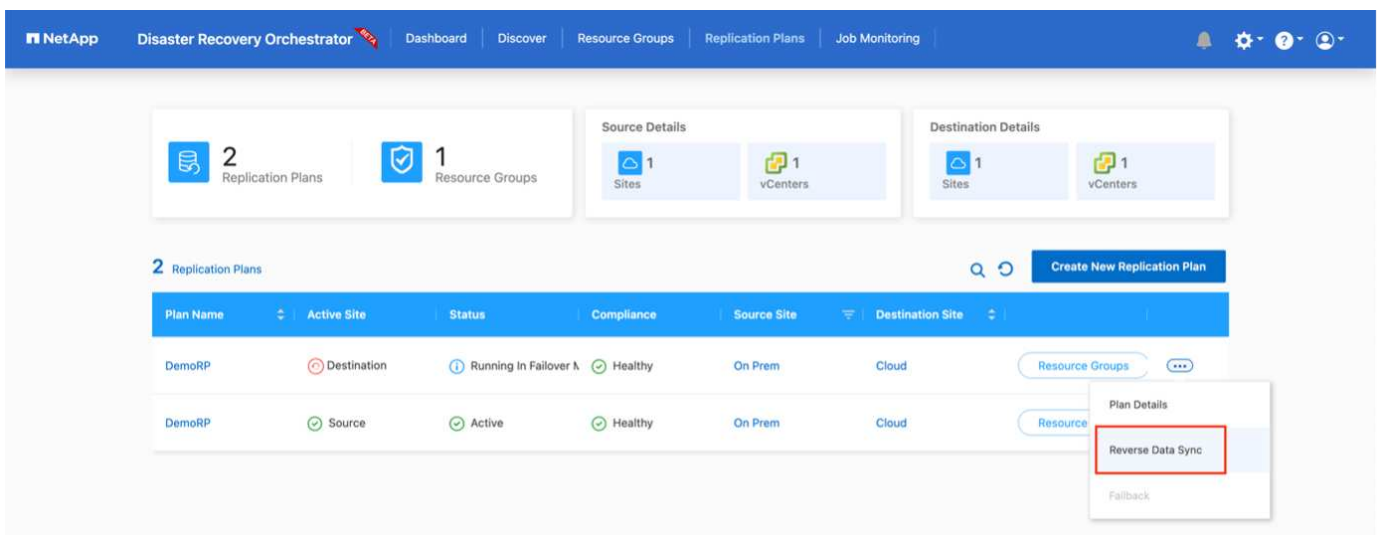 NetApp Disaster Recovery Orchestrator BETA Dashboard Discover Resource Groups Replication Plans Job Monitoring
2 Replication Plans
1 Resource Groups
Source Details
1 Sites
1 vCenters
Destination Details
1 Sites
1 vCenters
2 Replication Plans Create New Replication Plan
Plan Name Active Site Status Compliance Source Site Destination Site
DemoRP Destination Running In Failover M Healthy On Prem Cloud Resource Groups
DemoRP Source Active Healthy On Prem Cloud Resource
Plan Details
Reverse Data Sync
Failback